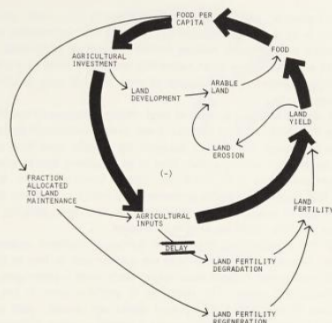 FOOD PER
CAPITA
FOOD
AGRICULTURAL
INVESTMENT
LAND
DEVELOPMENT
ARABLE
LAND
LAND
YIELD
LAND
EROSION
(-)
FRACTION
ALLOCATED
TO LAND
MAINTENANCE
LAND
FERTILITY
AGRICULTURAL
INPUTS
DELAY
LAND FERTILITY
DEGRADATION
LAND FERTILITY
REGENERATION